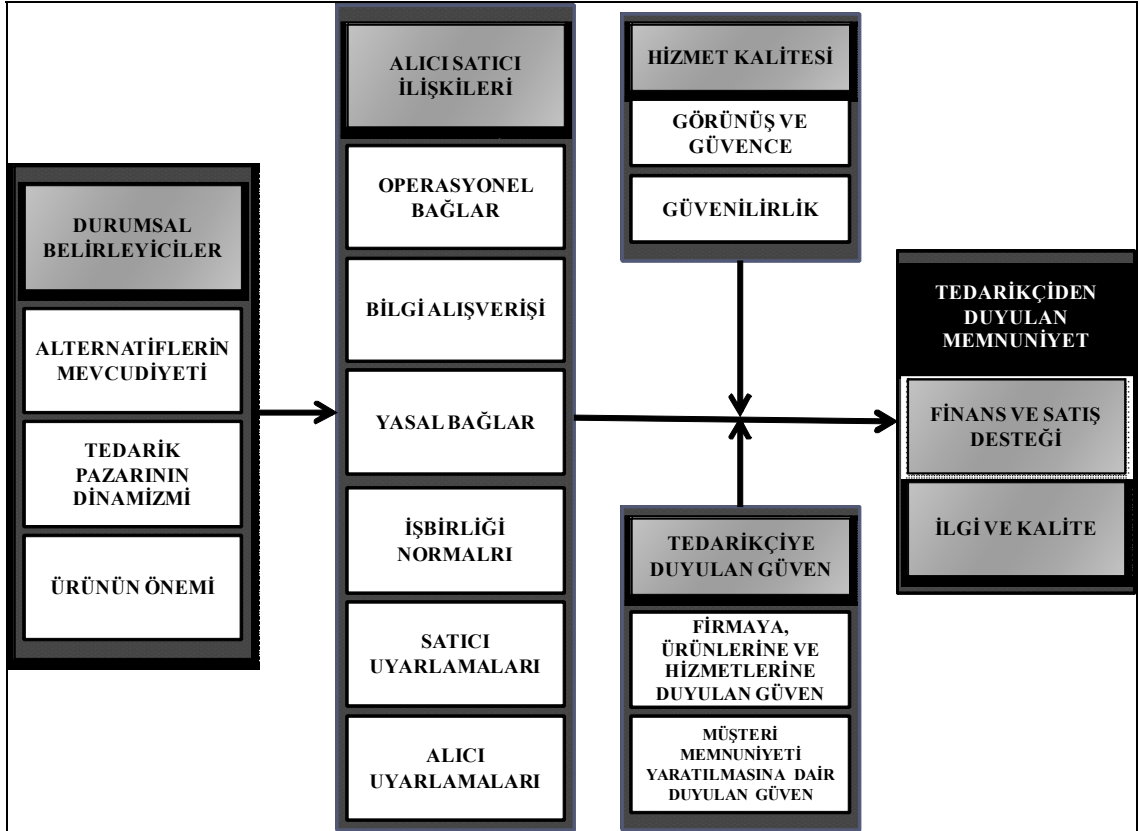 DURUMSAL
BELİRLEYİCİLER
ALTERNATİFLERİN
MEVCUDİYETİ
TEDARİK
PAZARININ
DİNAMİZMİ
ÜRÜNÜN ÖNEMİ
ALICI SATICI
İLİŞKİLERİ
OPERASYONEL
BAĞLAR
BİLGİ ALIŞVERİŞİ
YASAL BAĞLAR
İŞBİRLİĞİ
NORMALRI
SATICI
UYARLAMALARI
ALICI
UYARLAMALARI
HİZMET KALİTESİ
GÖRÜNÜŞ VE
GÜVENCE
GÜVENİLİRLİK
TEDARİKÇİYE
DUYULAN GÜVEN
FİRMAYA,
ÜRÜNLERİNE VE
HİZMETLERİNE
DUYULAN GÜVEN
MÜŞTERİ
MEMNUNİYETİ
YARATILMASINA DAİR
DUYULAN GÜVEN
TEDARİKÇİDEN
DUYULAN
MEMNUNİYET
FİNANS VE SATIŞ
DESTEĞİ
İLGİ VE KALİTE